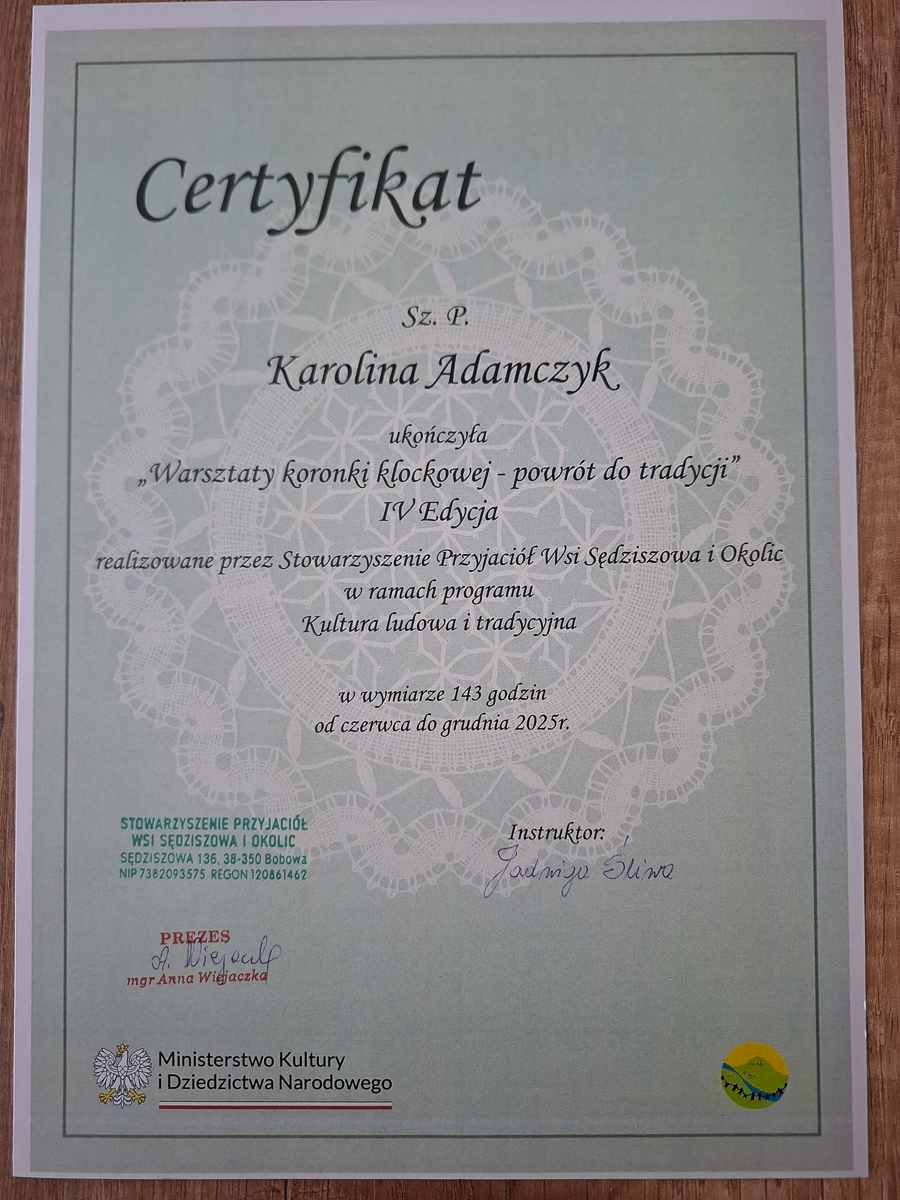 Certyfikat
Sz. P.
Karolina Adamczyk
ukończyła
„Warsztaty koronki klockowej - powrót do tradycji”
IV Edycja
realizowane przez Stowarzyszenie Przyjaciół Wsi Sędziszowa i Okolic
w ramach programu
Kultura ludowa i tradycyjna
w wymiarze 143 godzin
od czerwca do grudnia 2025r.
STOWARZYSZENIE PRZYJACIÓŁ
WSI SĘDZISZOWA I OKOLIC
SĘDZISZOWA 136, 38-350 Bobowa
NIP 7382093575 REGON 120861462
Instruktor:
Jadwiga Śliwa
PREZES
A. Wiejacz
mgr Anna Wiejaczka
Ministerstwo Kultury
i Dziedzictwa Narodowego